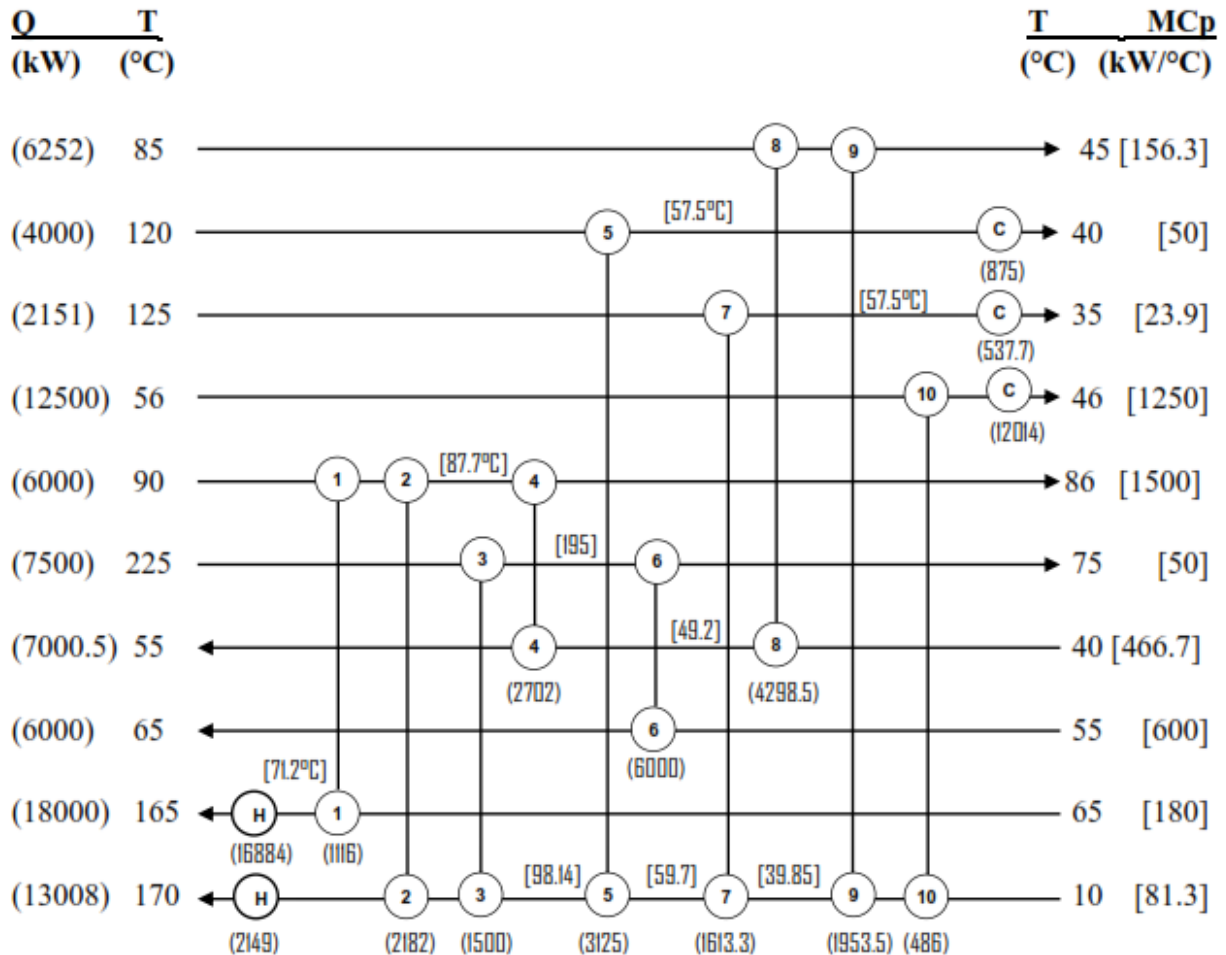 Q T T MCp
(kW) (°C) (°C) (kW/°C)
(6252) 85 8 9 45 [156.3]
(4000) 120 5 [57.5°C] C 40 [50]
(875)
(2151) 125 7 [57.5°C] C 35 [23.9]
(537.7)
(12500) 56 10 C 46 [1250]
(12014)
(6000) 90 1 2 [87.7°C] 4 86 [1500]
(7500) 225 3 [195] 6 75 [50]
(7000.5) 55 4 [49.2] 8 40 [466.7]
(2702) (4298.5)
(6000) 65 6 55 [600]
(6000)
[71.2°C]
(18000) 165 H 1 65 [180]
(16884) (1116)
(13008) 170 H 2 3 [98.14] 5 [59.7] 7 [39.85] 9 10 10 [81.3]
(2149) (2182) (1500) (3125) (1613.3) (1953.5) (486)